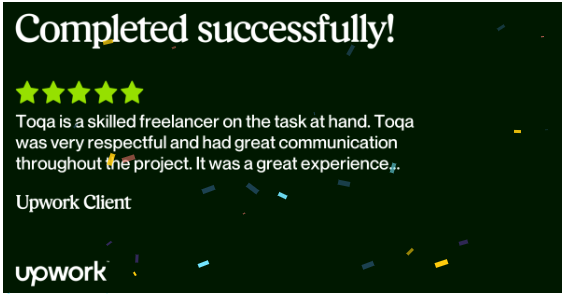 Completed successfully!
Toqa is a skilled freelancer on the task at hand. Toqa
was very respectful and had great communication
throughout the project. It was a great experience...
Upwork Client
upwork